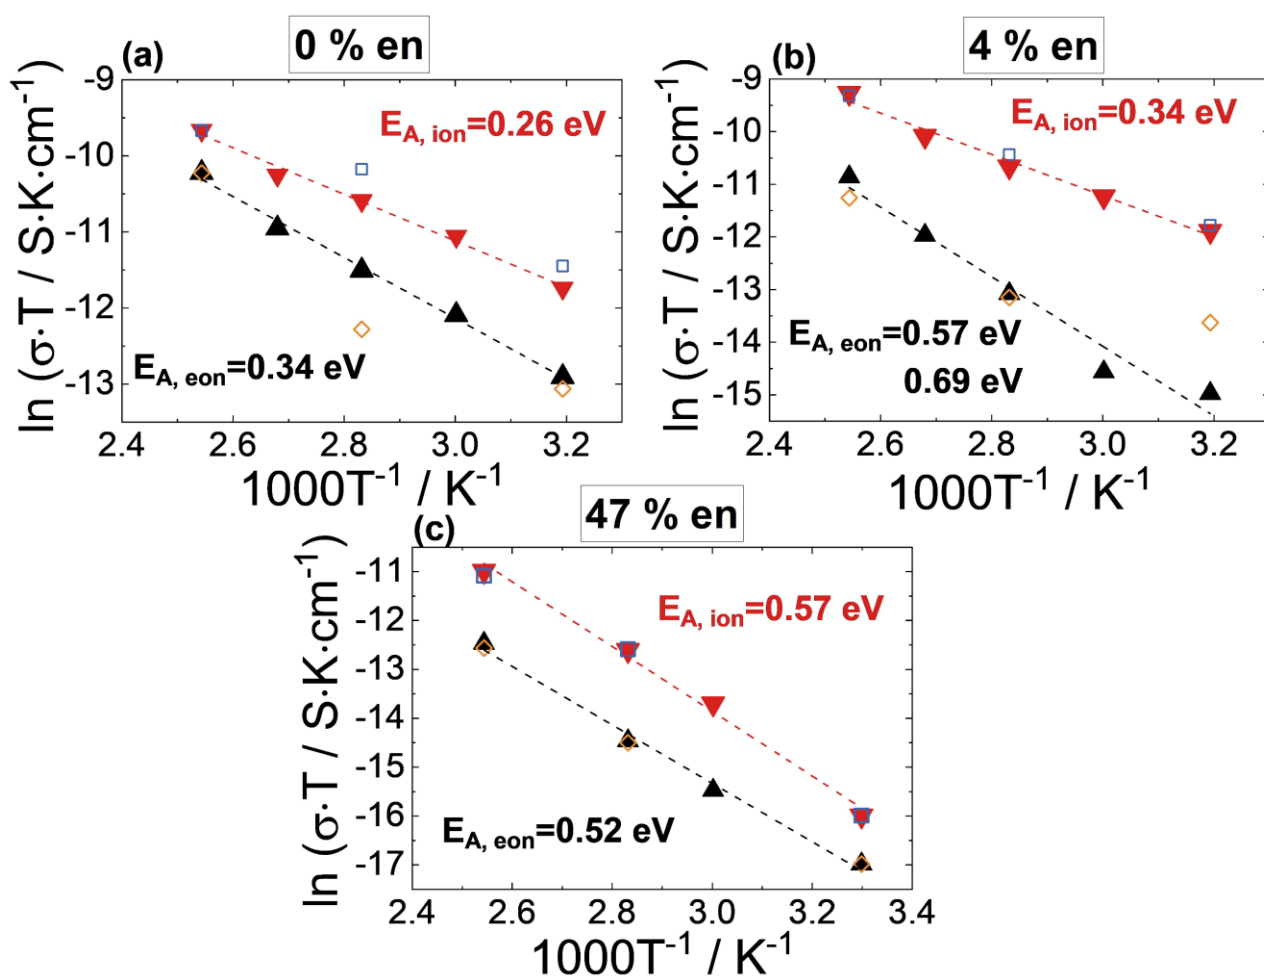 0 % en
(a)
ln (σ·T / S·K·cm⁻¹)
-9
-10
-11
-12
-13
E_A, ion=0.26 eV
E_A, eon=0.34 eV
2.4 2.6 2.8 3.0 3.2
1000T⁻¹ / K⁻¹
4 % en
(b)
ln (σ·T / S·K·cm⁻¹)
-9
-10
-11
-12
-13
-14
-15
E_A, ion=0.34 eV
E_A, eon=0.57 eV
0.69 eV
2.4 2.6 2.8 3.0 3.2
1000T⁻¹ / K⁻¹
47 % en
(c)
ln (σ·T / S·K·cm⁻¹)
-11
-12
-13
-14
-15
-16
-17
E_A, ion=0.57 eV
E_A, eon=0.52 eV
2.4 2.6 2.8 3.0 3.2 3.4
1000T⁻¹ / K⁻¹